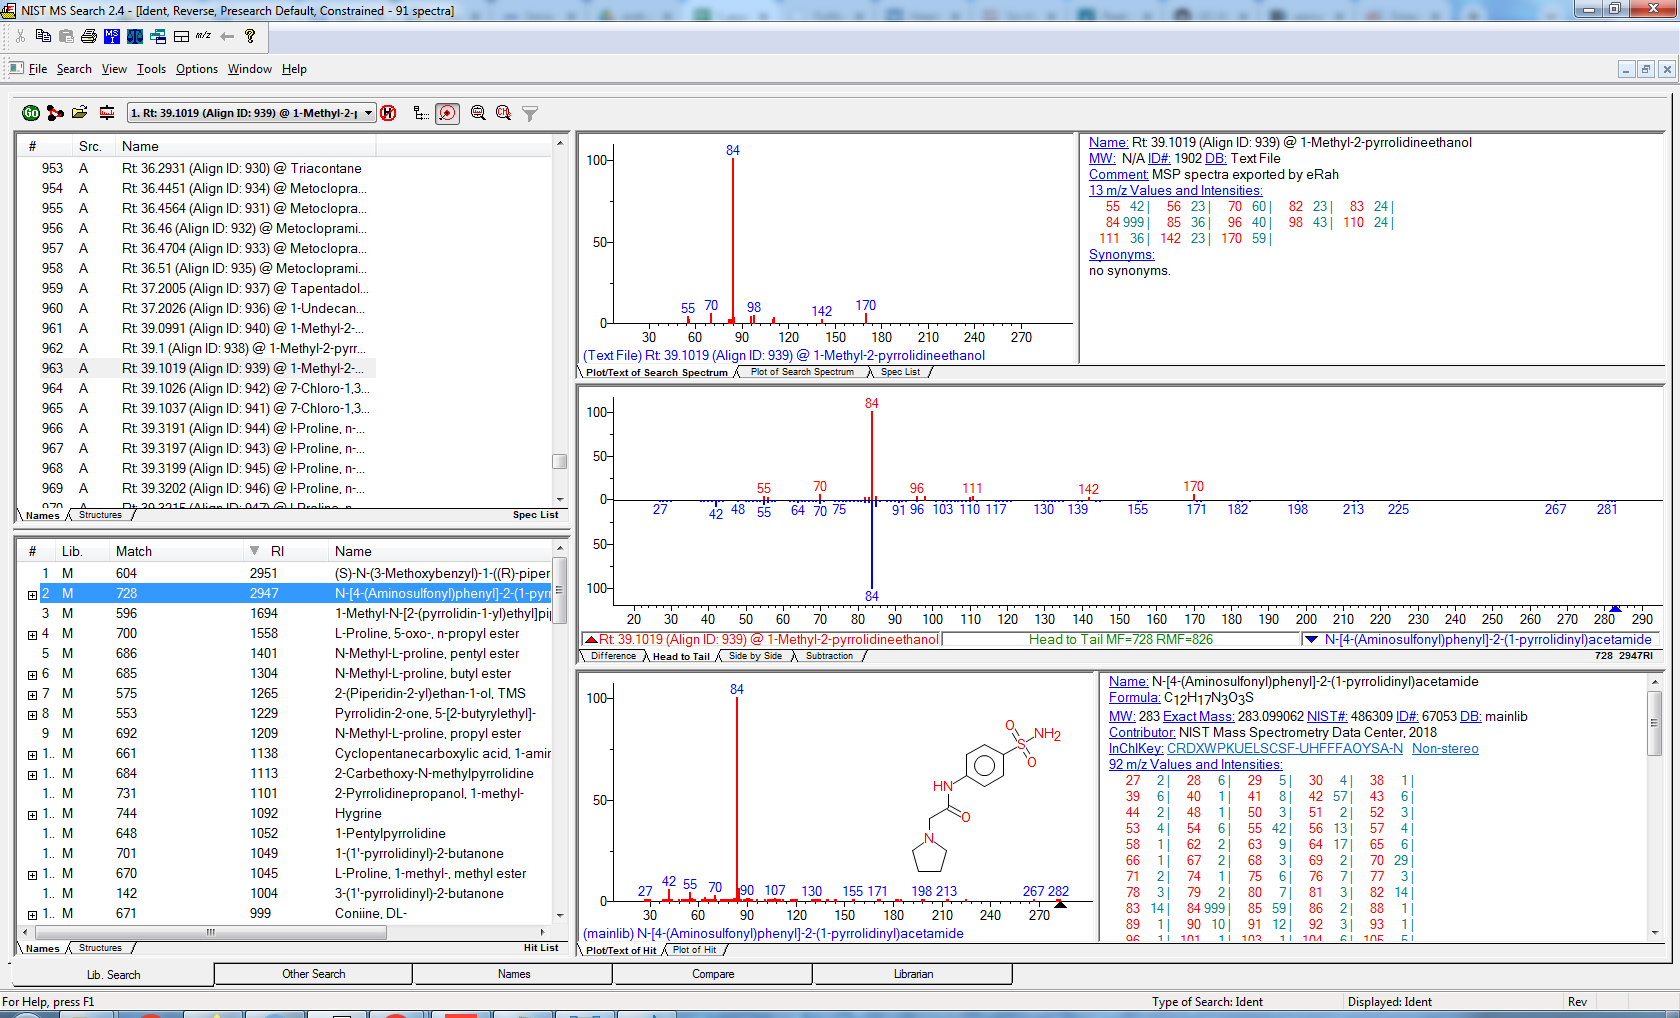 NIST MS Search 2.4 - [Ident, Reverse, Presearch Default, Constrained - 91 spectra]
File Search View Tools Options Window Help
1. Rt: 39.1019 (Align ID: 939) @ 1-Methyl-2-p
# Src. Name
953 A Rt: 36.2931 (Align ID: 930) @ Triacontane
954 A Rt: 36.4451 (Align ID: 934) @ Metoclopra...
955 A Rt: 36.4564 (Align ID: 931) @ Metoclopra...
956 A Rt: 36.46 (Align ID: 932) @ Metocloprami...
957 A Rt: 36.4704 (Align ID: 933) @ Metoclopra...
958 A Rt: 36.51 (Align ID: 935) @ Metocloprami...
959 A Rt: 37.2005 (Align ID: 937) @ Tapentadol...
960 A Rt: 37.2026 (Align ID: 936) @ 1-Undecan...
961 A Rt: 39.0991 (Align ID: 940) @ 1-Methyl-2-...
962 A Rt: 39.1 (Align ID: 938) @ 1-Methyl-2-pyrr...
963 A Rt: 39.1019 (Align ID: 939) @ 1-Methyl-2-...
964 A Rt: 39.1026 (Align ID: 942) @ 7-Chloro-1,3...
965 A Rt: 39.1037 (Align ID: 941) @ 7-Chloro-1,3...
966 A Rt: 39.3191 (Align ID: 944) @ l-Proline, n-...
967 A Rt: 39.3197 (Align ID: 943) @ l-Proline, n-...
968 A Rt: 39.3199 (Align ID: 945) @ l-Proline, n-...
969 A Rt: 39.3202 (Align ID: 946) @ l-Proline, n-...
970 A Rt: 39.3215 (Align ID: 947) @ l-Proline, n-...
Names Structures Spec List
# Lib. Match RI Name
1 M 604 2951 (S)-N-(3-Methoxybenzyl)-1-((R)-piper
2 M 728 2947 N-[4-(Aminosulfonyl)phenyl]-2-(1-pyrr
3 M 596 1694 1-Methyl-N-[2-(pyrrolidin-1-yl)ethyl]pi
4 M 700 1558 L-Proline, 5-oxo-, n-propyl ester
5 M 686 1401 N-Methyl-L-proline, pentyl ester
6 M 685 1304 N-Methyl-L-proline, butyl ester
7 M 575 1265 2-(Piperidin-2-yl)ethan-1-ol, TMS
8 M 553 1229 Pyrrolidin-2-one, 5-[2-butyrylethyl]-
9 M 692 1209 N-Methyl-L-proline, propyl ester
1.. M 661 1138 Cyclopentanecarboxylic acid, 1-amin
1.. M 684 1113 2-Carbethoxy-N-methylpyrrolidine
1.. M 731 1101 2-Pyrrolidinepropanol, 1-methyl-
1.. M 744 1092 Hygrine
1.. M 648 1052 1-Pentylpyrrolidine
1.. M 701 1049 1-(1'-pyrrolidinyl)-2-butanone
1.. M 670 1045 L-Proline, 1-methyl-, methyl ester
1.. M 142 1004 3-(1'-pyrrolidinyl)-2-butanone
1.. M 671 999 Coniine, DL-
Names Structures Hit List
84
100
50
0
55 70 98 142 170
30 60 90 120 150 180 210 240 270
(Text File) Rt: 39.1019 (Align ID: 939) @ 1-Methyl-2-pyrrolidineethanol
Plot/Text of Search Spectrum Plot of Search Spectrum Spec List
Name: Rt: 39.1019 (Align ID: 939) @ 1-Methyl-2-pyrrolidineethanol
MW: N/A ID#: 1902 DB: Text File
Comment: MSP spectra exported by eRah
13 m/z Values and Intensities:
55 42| 56 23| 70 60| 82 23| 83 24|
84 999| 85 36| 96 40| 98 43| 110 24|
111 36| 142 23| 170 59|
Synonyms:
no synonyms.
84
100
50
0
50
100
55 70 96 111 142 170
27 42 48 55 64 70 75 91 96 103 110 117 130 139 155 171 182 198 213 225 267 281
84
20 30 40 50 60 70 80 90 100 110 120 130 140 150 160 170 180 190 200 210 220 230 240 250 260 270 280 290
Rt: 39.1019 (Align ID: 939) @ 1-Methyl-2-pyrrolidineethanol Head to Tail MF=728 RMF=826 N-[4-(Aminosulfonyl)phenyl]-2-(1-pyrrolidinyl)acetamide
Difference Head to Tail Side by Side Subtraction 728 2947RI
84
100
50
0
27 42 55 70 90 107 130 155 171 198 213 267 282
30 60 90 120 150 180 210 240 270
O
S
NH2
O
HN
O
N
(mainlib) N-[4-(Aminosulfonyl)phenyl]-2-(1-pyrrolidinyl)acetamide
Plot/Text of Hit Plot of Hit
Name: N-[4-(Aminosulfonyl)phenyl]-2-(1-pyrrolidinyl)acetamide
Formula: C12H17N3O3S
MW: 283 Exact Mass: 283.099062 NIST#: 486309 ID#: 67053 DB: mainlib
Contributor: NIST Mass Spectrometry Data Center, 2018
InChIKey: CRDXWPKUELSCSF-UHFFFAOYSA-N Non-stereo
92 m/z Values and Intensities:
27 2| 28 6| 29 5| 30 4| 38 1|
39 6| 40 1| 41 8| 42 57| 43 6|
44 2| 48 1| 50 3| 51 2| 52 3|
53 4| 54 6| 55 42| 56 13| 57 4|
58 1| 62 2| 63 9| 64 17| 65 6|
66 1| 67 2| 68 3| 69 2| 70 29|
71 2| 74 1| 75 6| 76 7| 77 3|
78 3| 79 2| 80 7| 81 3| 82 14|
83 14| 84 999| 85 59| 86 2| 88 1|
89 1| 90 10| 91 12| 92 3| 93 1|
96 1| 101 1| 103 1| 104 6| 105 5|
Lib. Search Other Search Names Compare Librarian
For Help, press F1 Type of Search: Ident Displayed: Ident Rev